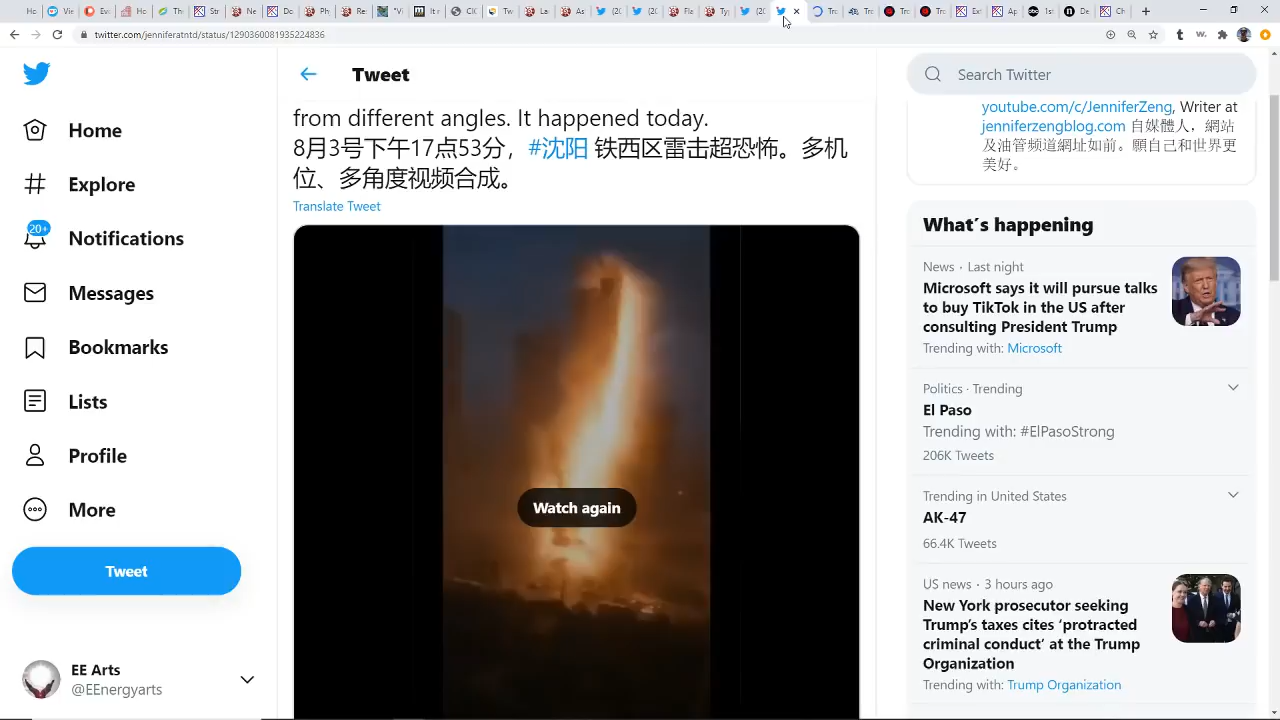 twitter.com/jenniferatntd/status/1290360081935224836
Home
Explore
20+
Notifications
Messages
Bookmarks
Lists
Profile
More
Tweet
EE Arts
@EEnergyarts
Tweet
from different angles. It happened today.
8月3号下午17点53分，#沈阳 铁西区雷击超恐怖。多机
位、多角度视频合成。
Translate Tweet
Watch again
Search Twitter
youtube.com/c/JenniferZeng, Writer at
jenniferzengblog.com 自媒體人，網站
及油管频道網址如前。願自己和世界更
美好。
What's happening
News · Last night
Microsoft says it will pursue talks
to buy TikTok in the US after
consulting President Trump
Trending with: Microsoft
Politics · Trending
El Paso
Trending with: #ElPasoStrong
206K Tweets
Trending in United States
AK-47
66.4K Tweets
US news · 3 hours ago
New York prosecutor seeking
Trump's taxes cites 'protracted
criminal conduct' at the Trump
Organization
Trending with: Trump Organization